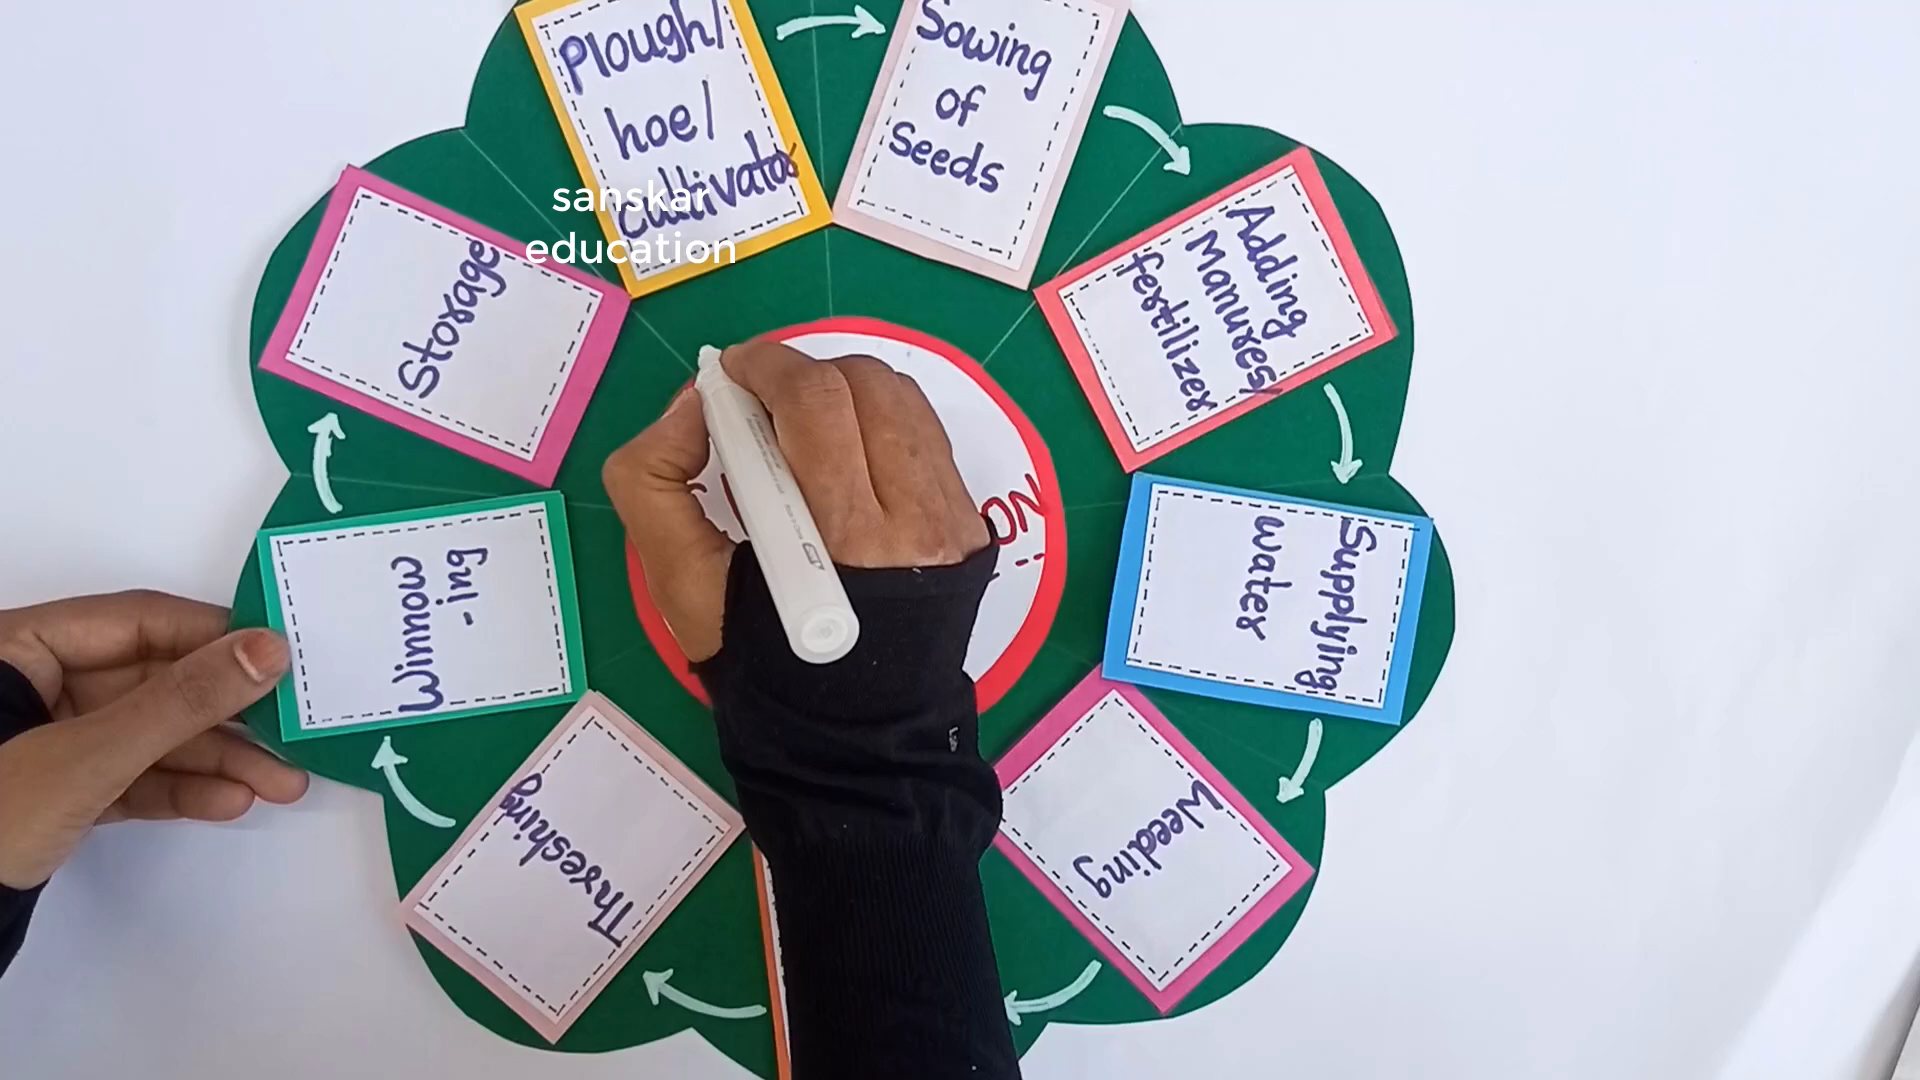 Plough/
hoe/
cultivator
Sowing
of
Seeds
Adding
Manures/
fertilizer
Supplying
water
Weeding
Threshing
Winnow
-ing
Storage
sanskar
education